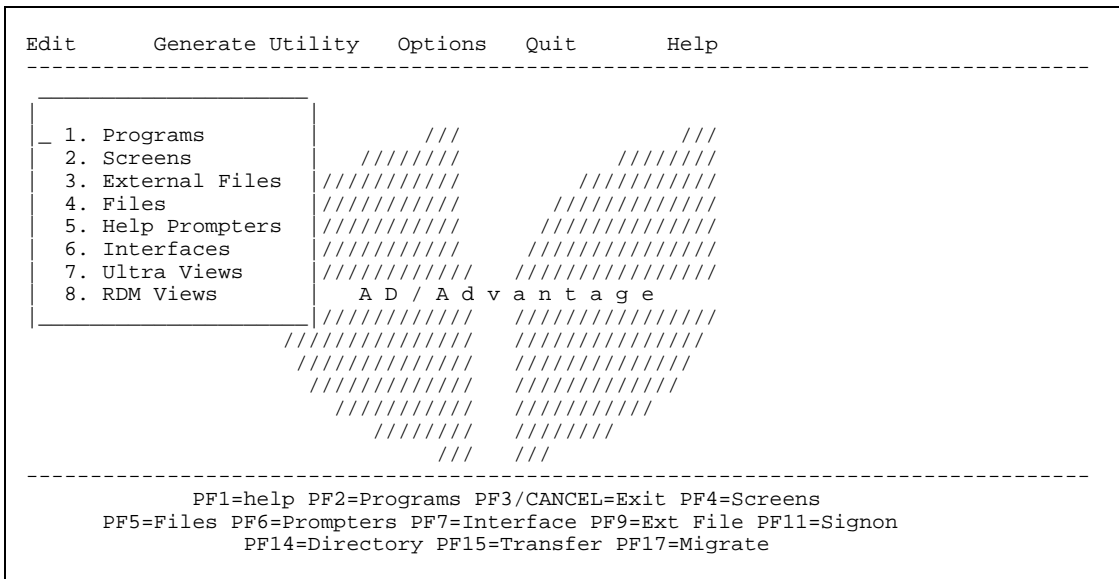 Edit      Generate Utility   Options   Quit       Help
-----------------------------------------------------------------------------------
 _____________________
|                      |
|_ 1. Programs         |        ///                 ///
|  2. Screens          |   ////////            ////////
|  3. External Files   |///////////         ///////////
|  4. Files            |///////////       /////////////
|  5. Help Prompters   |///////////      //////////////
|  6. Interfaces       |///////////     ///////////////
|  7. Ultra Views      |////////////   ////////////////
|  8. RDM Views        |   A D / A d v a n t a g e
|_____________________|////////////   ////////////////
                    ///////////////   ///////////////
                     //////////////   //////////////
                      /////////////   /////////////
                        ///////////   ///////////
                           ////////   ////////
                                ///   ///
-----------------------------------------------------------------------------------
             PF1=help PF2=Programs PF3/CANCEL=Exit PF4=Screens
      PF5=Files PF6=Prompters PF7=Interface PF9=Ext File PF11=Signon
                 PF14=Directory PF15=Transfer PF17=Migrate